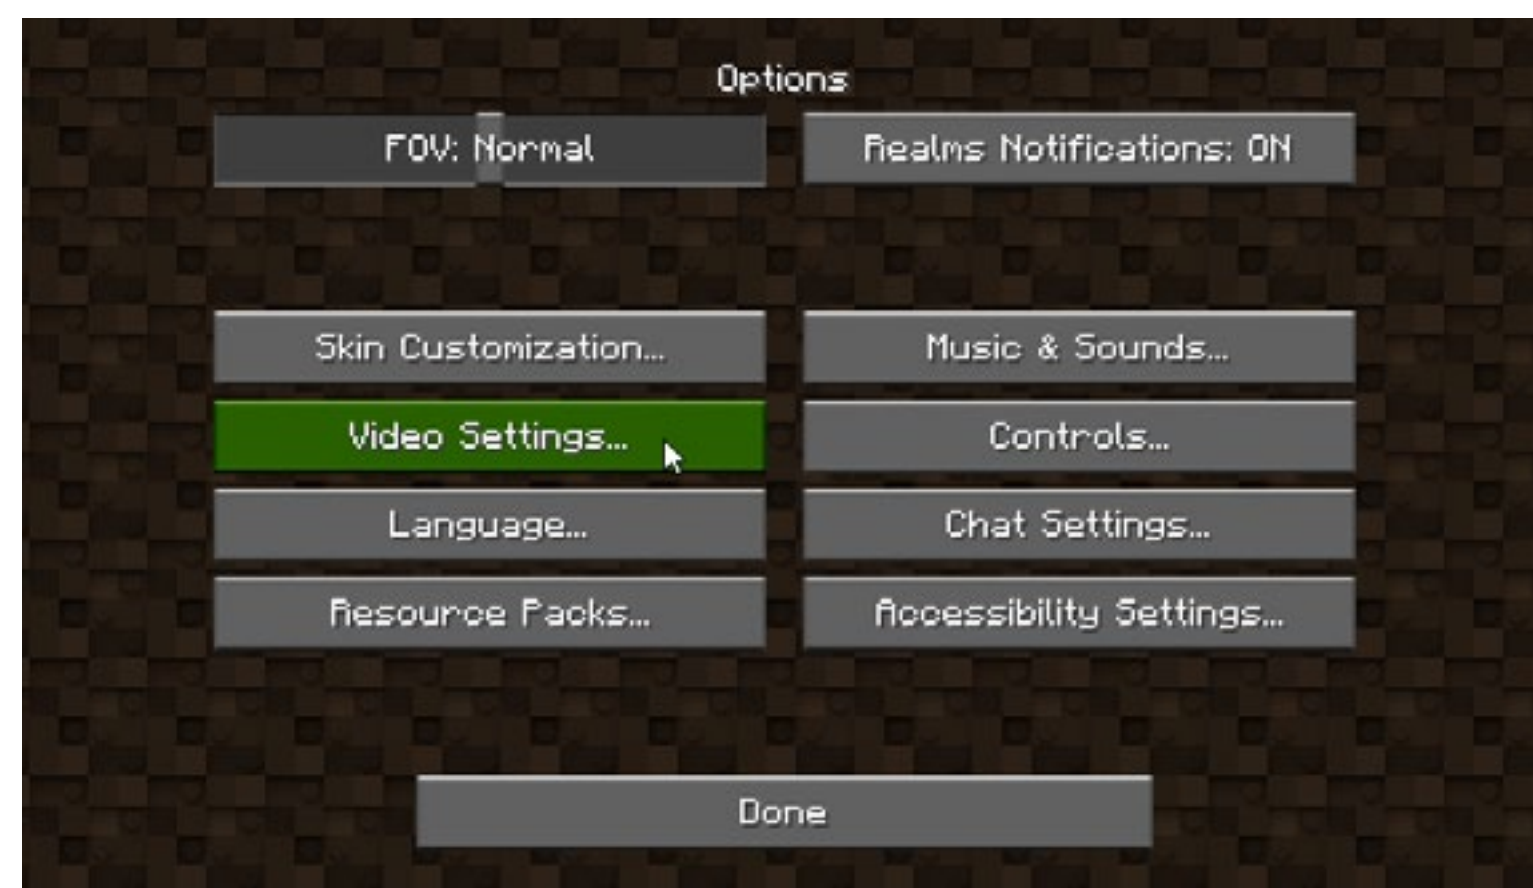 Options
FOV: Normal
Realms Notifications: ON
Skin Customization...
Music & Sounds...
Video Settings...
Controls...
Language...
Chat Settings...
Resource Packs...
Accessibility Settings...
Done